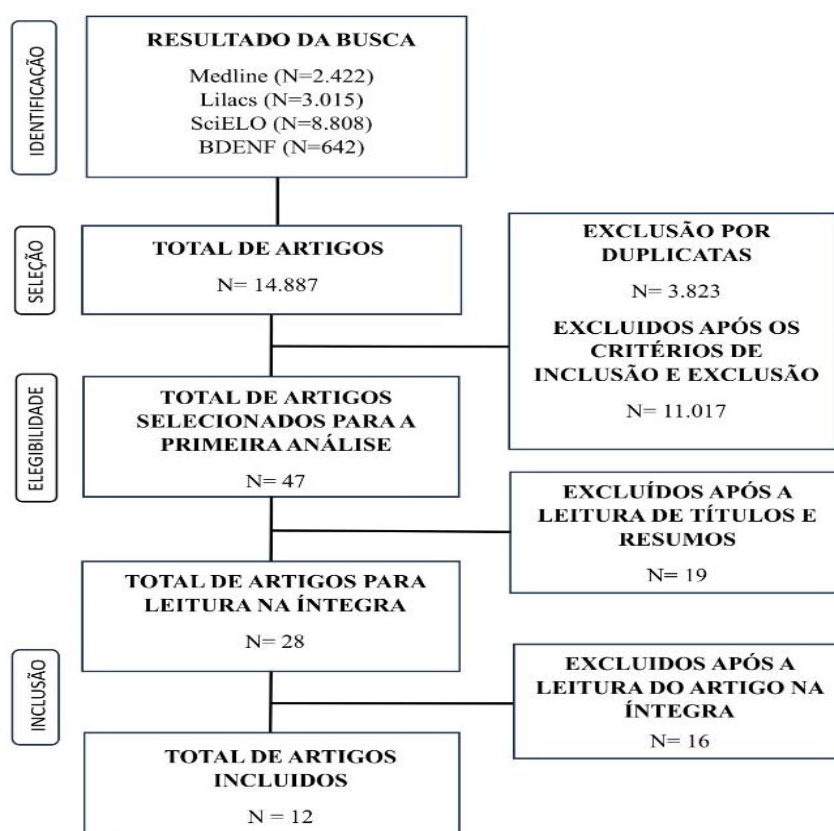 IDENTIFICAÇÃO
RESULTADO DA BUSCA
Medline (N=2.422)
Lilacs (N=3.015)
SciELO (N=8.808)
BDENF (N=642)
SELEÇÃO
TOTAL DE ARTIGOS
N= 14.887
EXCLUSÃO POR
DUPLICATAS
N= 3.823
EXCLUIDOS APÓS OS
CRITÉRIOS DE
INCLUSÃO E EXCLUSÃO
N= 11.017
ELEGIBILIDADE
TOTAL DE ARTIGOS
SELECIONADOS PARA A
PRIMEIRA ANÁLISE
N= 47
EXCLUÍDOS APÓS A
LEITURA DE TÍTULOS E
RESUMOS
N= 19
TOTAL DE ARTIGOS PARA
LEITURA NA ÍNTEGRA
N= 28
INCLUSÃO
EXCLUIDOS APÓS A
LEITURA DO ARTIGO NA
ÍNTEGRA
N= 16
TOTAL DE ARTIGOS
INCLUIDOS
N = 12